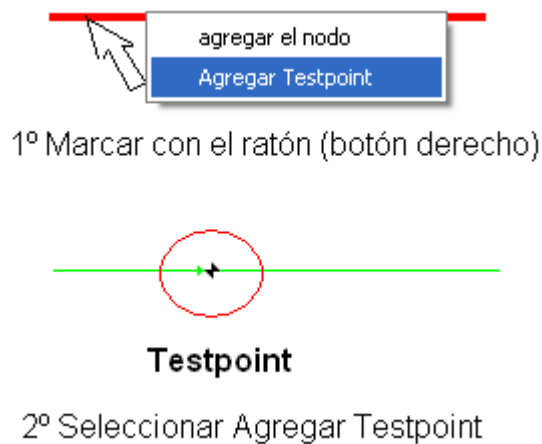 agregar el nodo
Agregar Testpoint
1º Marcar con el ratón (botón derecho)
Testpoint
2º Seleccionar Agregar Testpoint